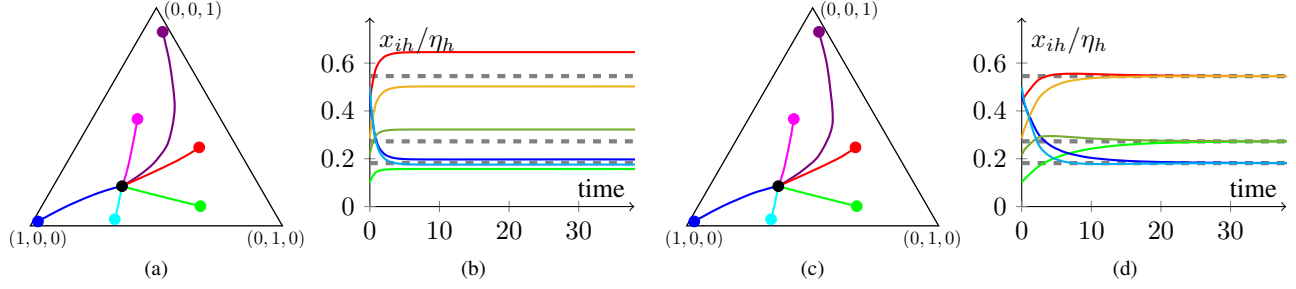 (0, 0, 1)
(1, 0, 0)
(0, 1, 0)
(a)
x_{ih}/η_h
0.6
0.4
0.2
0
time
0
10
20
30
(b)
(0, 0, 1)
(1, 0, 0)
(0, 1, 0)
(c)
x_{ih}/η_h
0.6
0.4
0.2
0
time
0
10
20
30
(d)